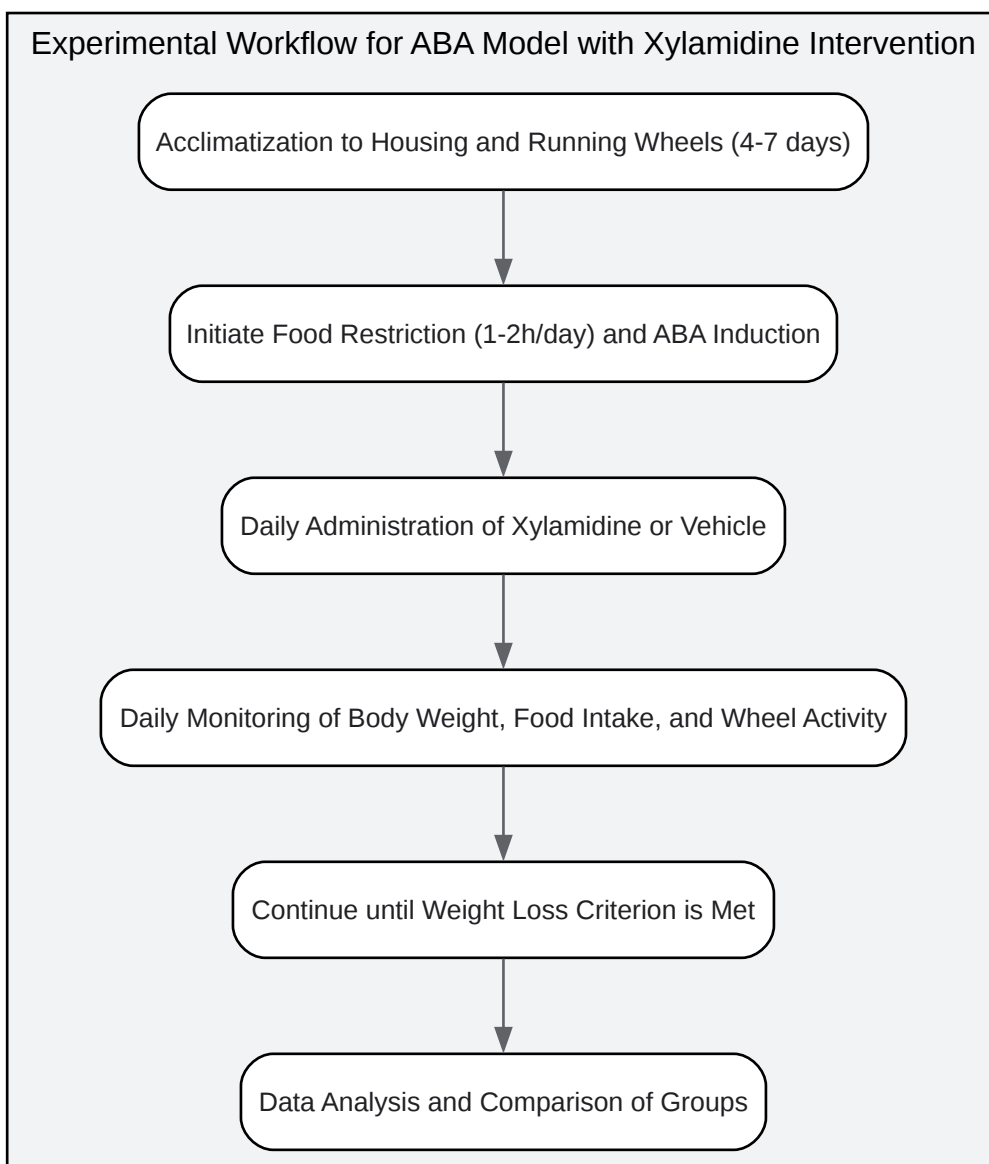 Experimental Workflow for ABA Model with Xylamidine Intervention
Acclimatization to Housing and Running Wheels (4-7 days)
Initiate Food Restriction (1-2h/day) and ABA Induction
Daily Administration of Xylamidine or Vehicle
Daily Monitoring of Body Weight, Food Intake, and Wheel Activity
Continue until Weight Loss Criterion is Met
Data Analysis and Comparison of Groups